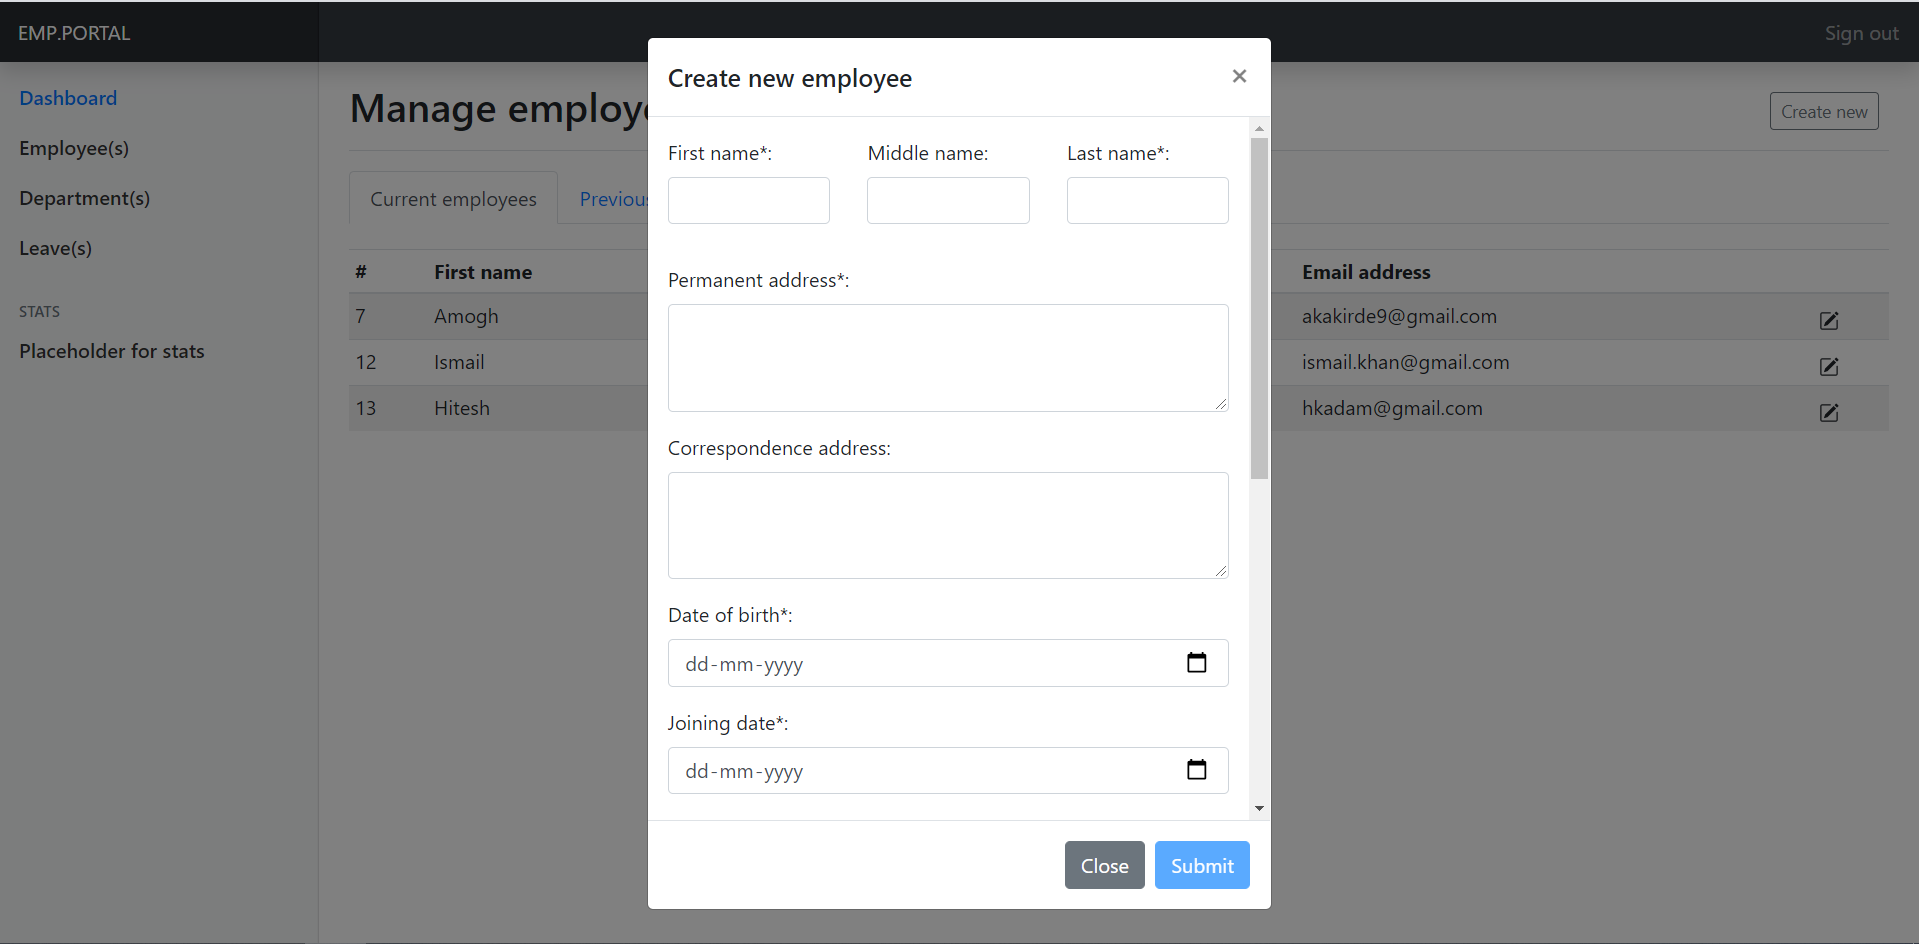 EMP.PORTAL
Sign out
Create new employee
×
Dashboard
Employee(s)
Department(s)
Leave(s)
STATS
Placeholder for stats
Manage employe
Create new
Current employees
Previous
# First name Email address
7 Amogh akakirde9@gmail.com
12 Ismail ismail.khan@gmail.com
13 Hitesh hkadam@gmail.com
First name*: Middle name: Last name*:
Permanent address*:
Correspondence address:
Date of birth*:
dd-mm-yyyy
Joining date*:
dd-mm-yyyy
Close Submit